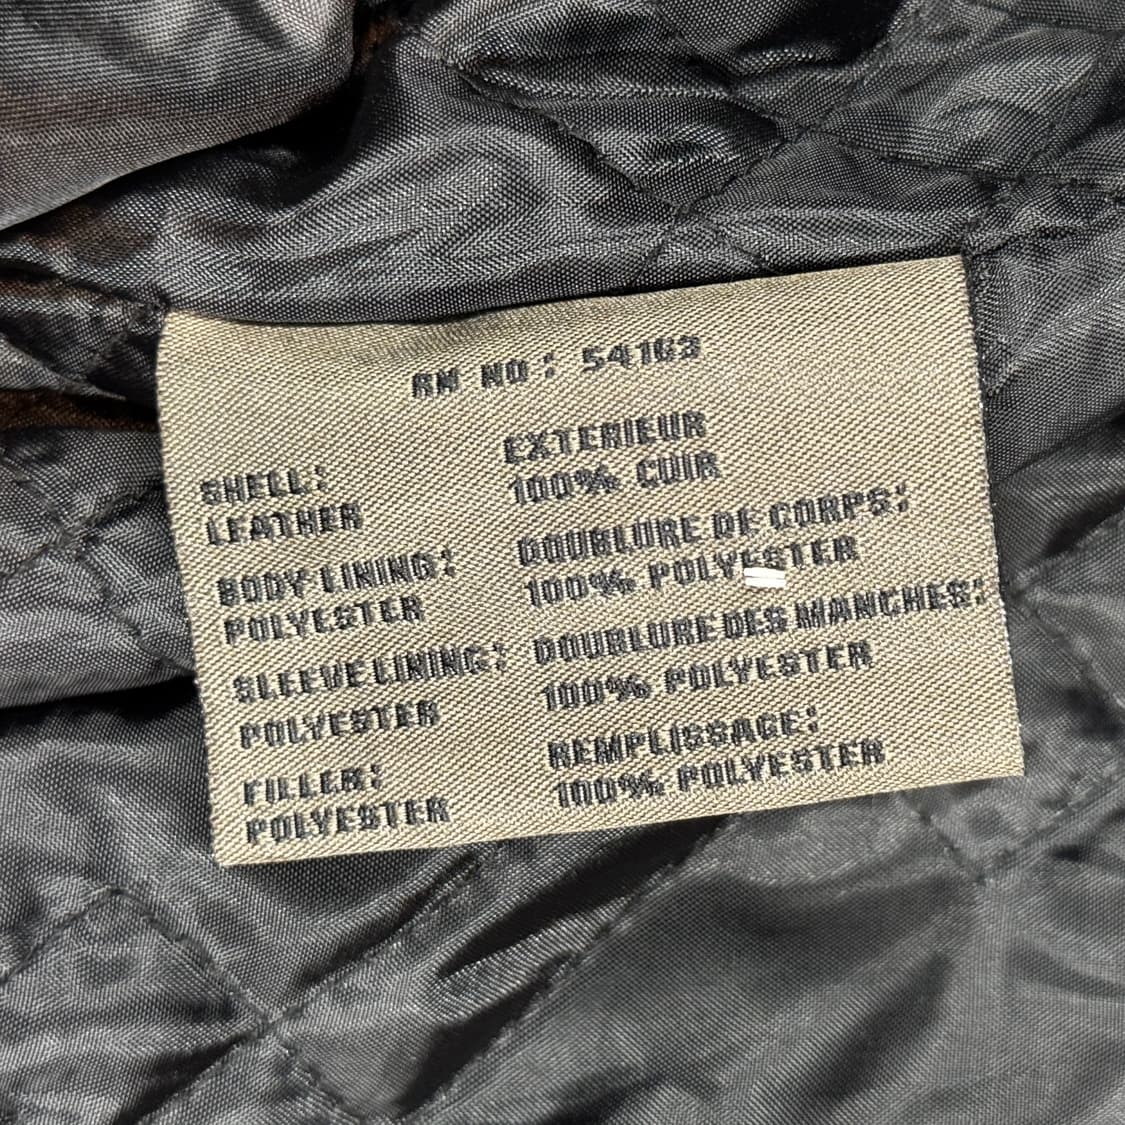 RN NO: 54163
EXTERIEUR
SHELL: 100% CUIR
LEATHER
DOUBLURE DE CORPS:
BODY LINING: 100% POLYESTER
POLYESTER
DOUBLURE DES MANCHES:
SLEEVE LINING: 100% POLYESTER
POLYESTER
REMPLISSAGE:
FILLER: 100% POLYESTER
POLYESTER